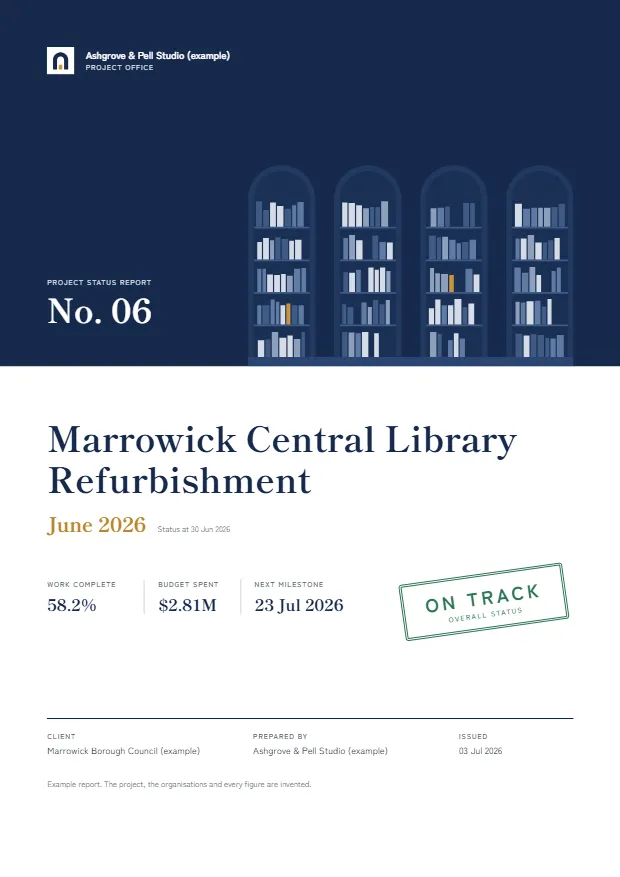 Ashgrove & Pell Studio (example)
PROJECT OFFICE
PROJECT STATUS REPORT
No. 06
Marrowick Central Library
Refurbishment
June 2026 Status at 30 Jun 2026
WORK COMPLETE
58.2%
BUDGET SPENT
$2.81M
NEXT MILESTONE
23 Jul 2026
ON TRACK
OVERALL STATUS
CLIENT
Marrowick Borough Council (example)
PREPARED BY
Ashgrove & Pell Studio (example)
ISSUED
03 Jul 2026
Example report. The project, the organisations and every figure are invented.